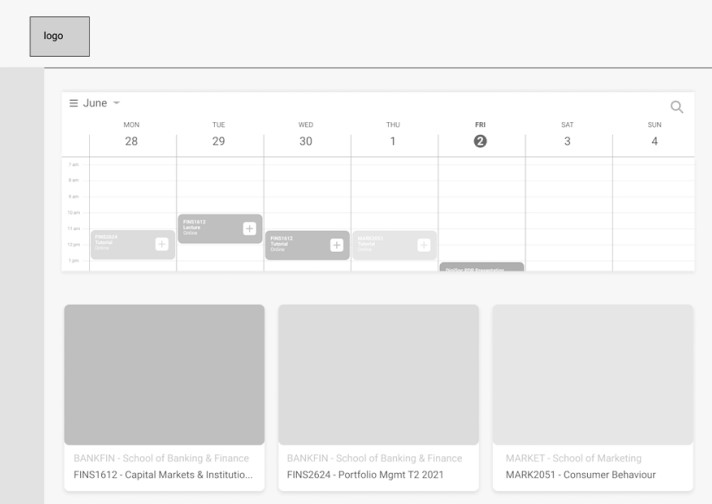 logo
June
MON TUE WED THU FRI SAT SUN
28 29 30 1 2 3 4
7 am
8 am
9 am
10 am
11 am
12 pm
1 pm
FINS2624
Tutorial
Online
FINS1612
Lecture
Online
FINS1612
Tutorial
Online
MARK2051
Tutorial
Online
BANKFIN - School of Banking & Finance
FINS1612 - Capital Markets & Institutio...
BANKFIN - School of Banking & Finance
FINS2624 - Portfolio Mgmt T2 2021
MARKET - School of Marketing
MARK2051 - Consumer Behaviour